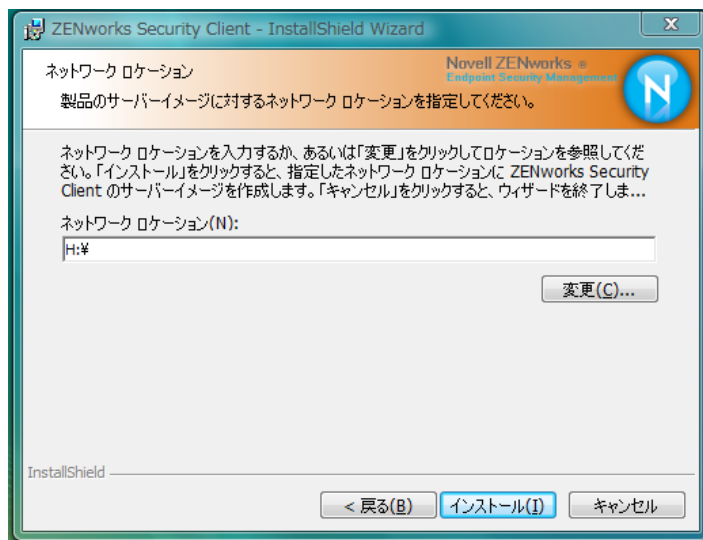 ZENworks Security Client - InstallShield Wizard
ネットワーク ロケーション
Novell ZENworks ®
Endpoint Security Management
製品のサーバーイメージに対するネットワーク ロケーションを指定してください。
N
ネットワーク ロケーションを入力するか、あるいは「変更」をクリックしてロケーションを参照してくだ
さい。「インストール」をクリックすると、指定したネットワーク ロケーションに ZENworks Security
Client のサーバーイメージを作成します。「キャンセル」をクリックすると、ウィザードを終了しま...
ネットワーク ロケーション(N):
H:¥
変更(C)...
InstallShield
< 戻る(B)
インストール(I)
キャンセル